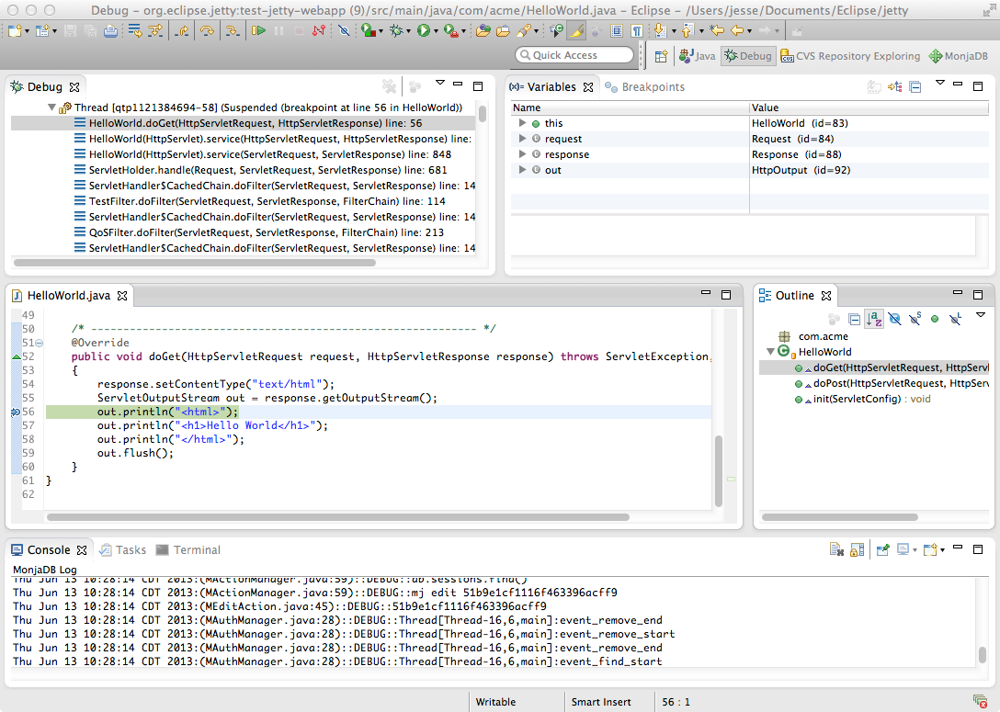 Debug - org.eclipse.jetty:test-jetty-webapp (9)/src/main/java/com/acme/HelloWorld.java - Eclipse - /Users/jesse/Documents/Eclipse/jetty
Quick Access
Java
Debug
CVS Repository Exploring
MonjaDB
Debug
Thread [qtp1121384694-58] (Suspended (breakpoint at line 56 in HelloWorld))
HelloWorld.doGet(HttpServletRequest, HttpServletResponse) line: 56
HelloWorld(HttpServlet).service(HttpServletRequest, HttpServletResponse) line:
HelloWorld(HttpServlet).service(ServletRequest, ServletResponse) line: 848
ServletHolder.handle(Request, ServletRequest, ServletResponse) line: 681
ServletHandler$CachedChain.doFilter(ServletRequest, ServletResponse) line: 14
TestFilter.doFilter(ServletRequest, ServletResponse, FilterChain) line: 114
ServletHandler$CachedChain.doFilter(ServletRequest, ServletResponse) line: 14
QoSFilter.doFilter(ServletRequest, ServletResponse, FilterChain) line: 213
ServletHandler$CachedChain.doFilter(ServletRequest, ServletResponse) line: 14
(x)= Variables
Breakpoints
Name Value
this HelloWorld (id=83)
request Request (id=84)
response Response (id=88)
out HttpOutput (id=92)
HelloWorld.java
49
50 /* ------------------------------------------------------------ */
51 @Override
52 public void doGet(HttpServletRequest request, HttpServletResponse response) throws ServletException,
53 {
54 response.setContentType("text/html");
55 ServletOutputStream out = response.getOutputStream();
56 out.println("<html>");
57 out.println("<h1>Hello World</h1>");
58 out.println("</html>");
59 out.flush();
60 }
61 }
62
Outline
com.acme
HelloWorld
doGet(HttpServletRequest, HttpServl
doPost(HttpServletRequest, HttpServ
init(ServletConfig) : void
Console
Tasks
Terminal
MonjaDB Log
Thu Jun 13 10:28:14 CDT 2013:(MActionManager.java:59)::DEBUG::db.sessions.find()
Thu Jun 13 10:28:14 CDT 2013:(MActionManager.java:59)::DEBUG::mj edit 51b9e1cf1116f463396acff9
Thu Jun 13 10:28:14 CDT 2013:(MEditAction.java:45)::DEBUG::51b9e1cf1116f463396acff9
Thu Jun 13 10:28:14 CDT 2013:(MAuthManager.java:28)::DEBUG::Thread[Thread-16,6,main]:event_remove_end
Thu Jun 13 10:28:14 CDT 2013:(MAuthManager.java:28)::DEBUG::Thread[Thread-16,6,main]:event_remove_start
Thu Jun 13 10:28:14 CDT 2013:(MAuthManager.java:28)::DEBUG::Thread[Thread-16,6,main]:event_remove_end
Thu Jun 13 10:28:14 CDT 2013:(MAuthManager.java:28)::DEBUG::Thread[Thread-16,6,main]:event_find_start
Writable
Smart Insert
56 : 1